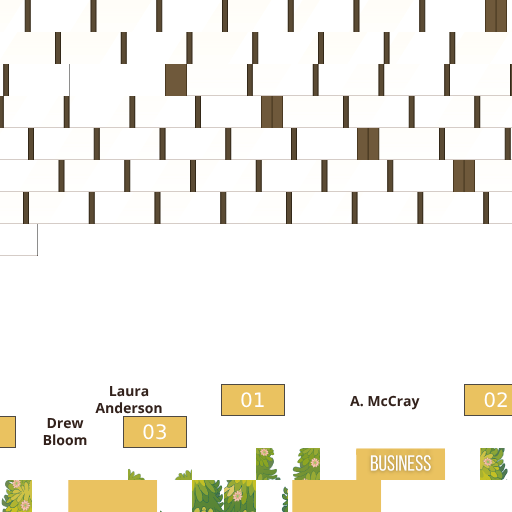 Laura
Anderson
01
A. McCray
02
Drew
Bloom
03
BUSINESS